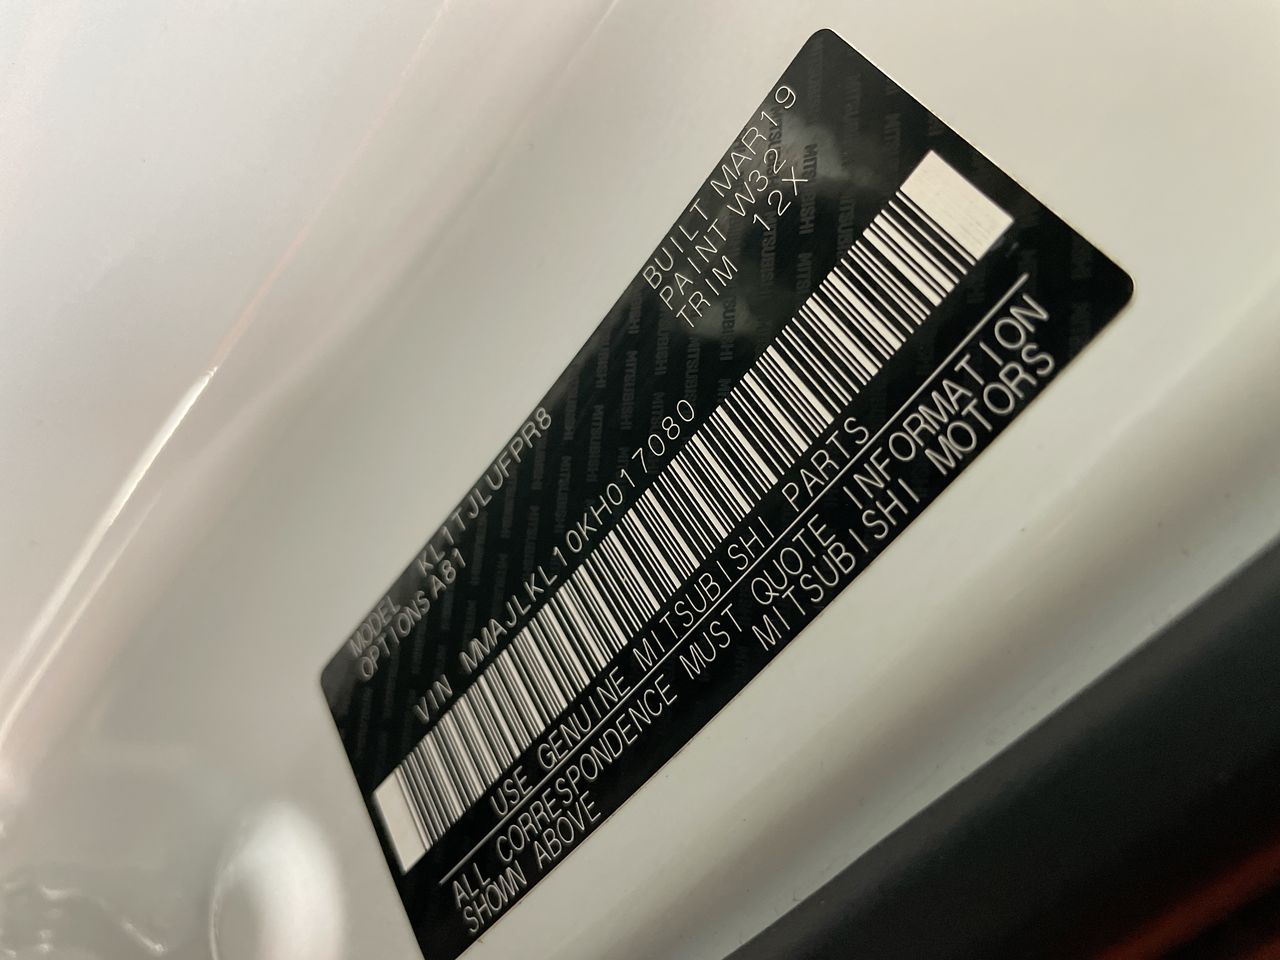 MODEL KL1TJLUFPR8 BUILT MAR19
OPTIONS A81 PAINT W32
TRIM 12X
VIN MMAJLKL10KH017080
USE GENUINE MITSUBISHI PARTS
ALL CORRESPONDENCE MUST QUOTE INFORMATION
SHOWN ABOVE MITSUBISHI MOTORS